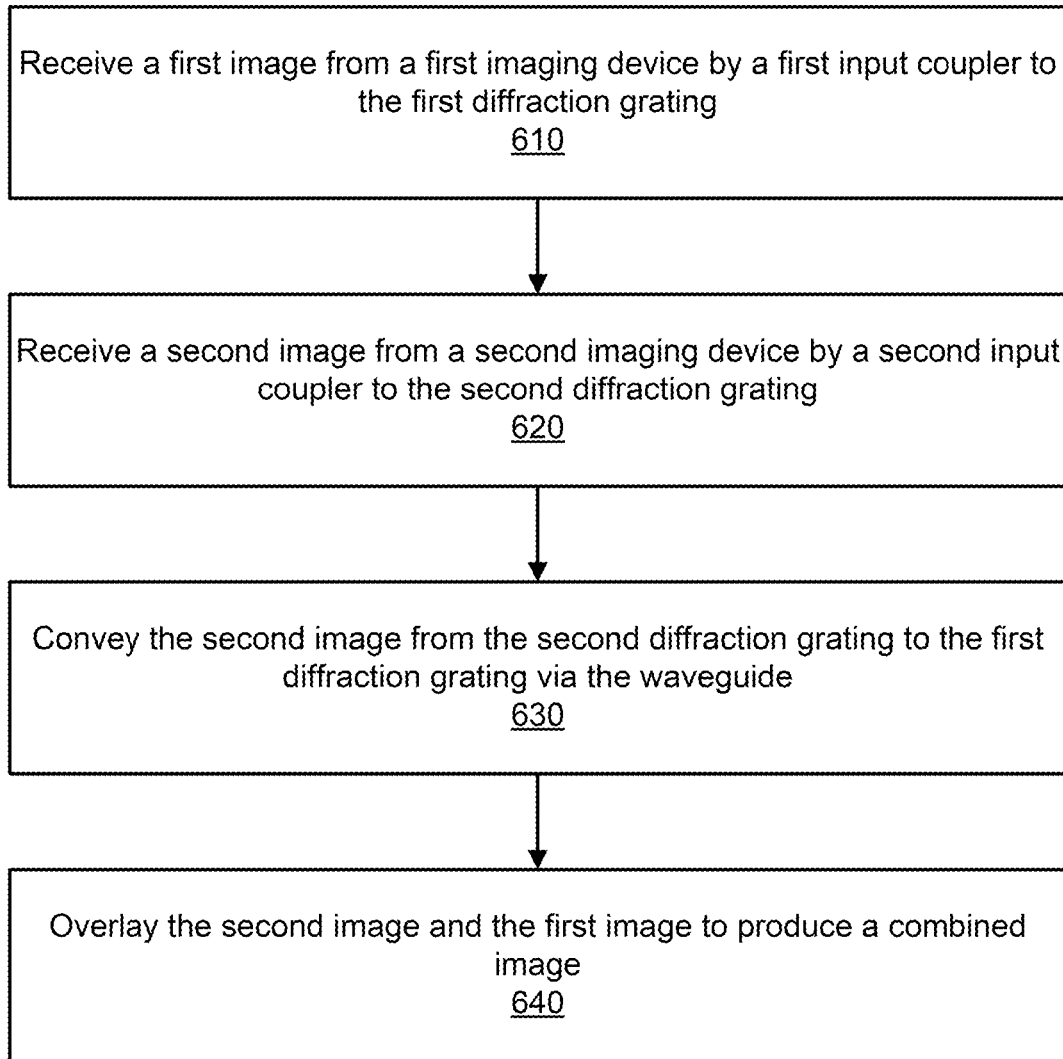 Receive a first image from a first imaging device by a first input coupler to
the first diffraction grating
610
Receive a second image from a second imaging device by a second input
coupler to the second diffraction grating
620
Convey the second image from the second diffraction grating to the first
diffraction grating via the waveguide
630
Overlay the second image and the first image to produce a combined
image
640